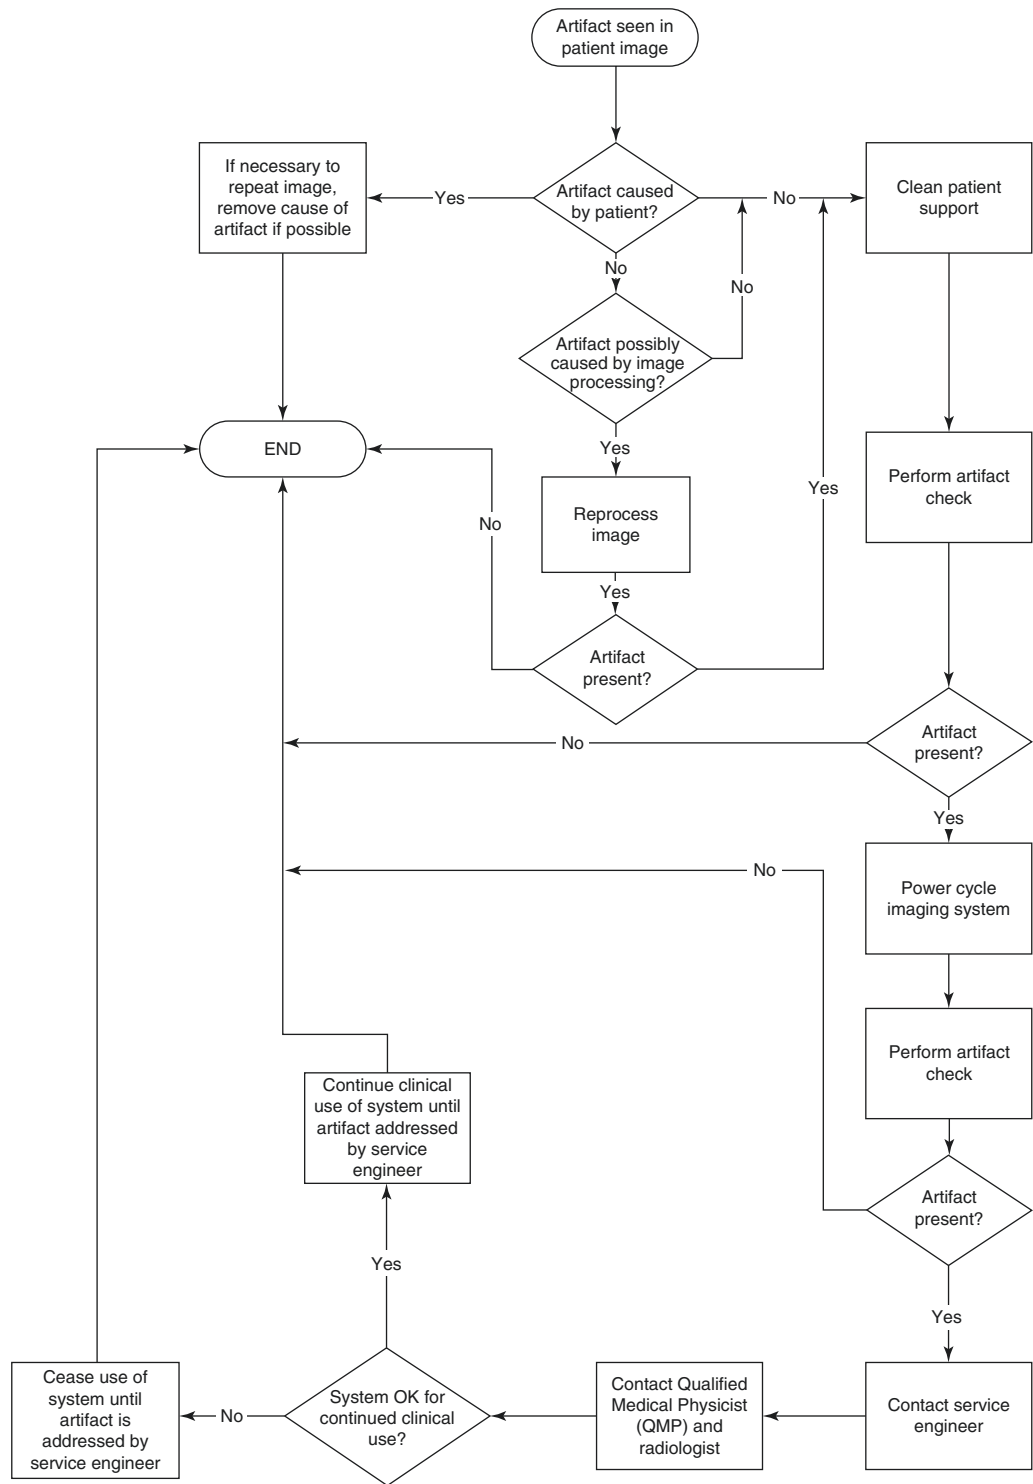 Artifact seen in
patient image
If necessary to
repeat image,
remove cause of
artifact if possible
Yes
Artifact caused
by patient?
No
Clean patient
support
No
No
Artifact possibly
caused by image
processing?
Yes
END
Perform artifact
check
Yes
No
Reprocess
image
Yes
Artifact
present?
No
Artifact
present?
Yes
No
Power cycle
imaging system
Perform artifact
check
Continue clinical
use of system until
artifact addressed
by service
engineer
Artifact
present?
Yes
Yes
Cease use of
system until
artifact is
addressed by
service engineer
No
System OK for
continued clinical
use?
Contact Qualified
Medical Physicist
(QMP) and
radiologist
Contact service
engineer